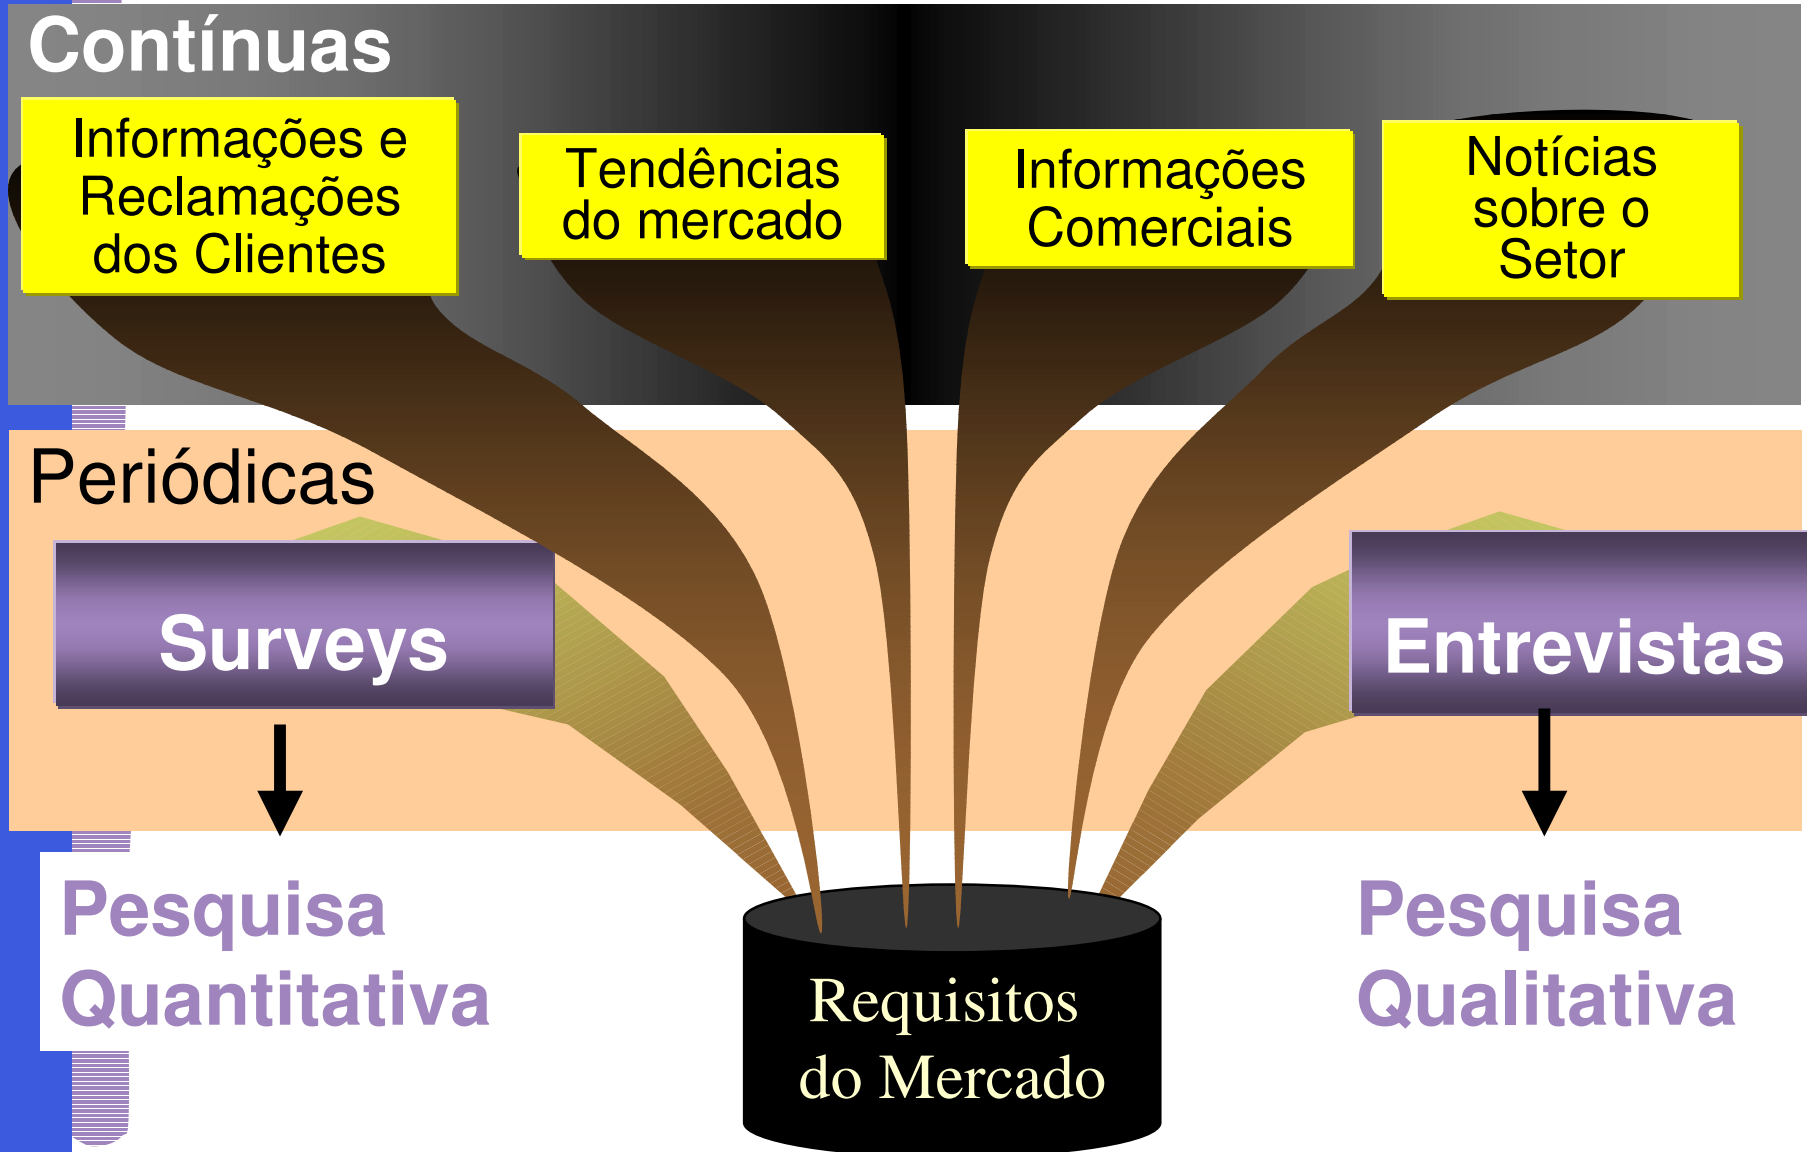 Contínuas
Informações e
Reclamações
dos Clientes
Tendências
do mercado
Informações
Comerciais
Notícias
sobre o
Setor
Periódicas
Surveys
Entrevistas
Pesquisa
Quantitativa
Pesquisa
Qualitativa
Requisitos
do Mercado